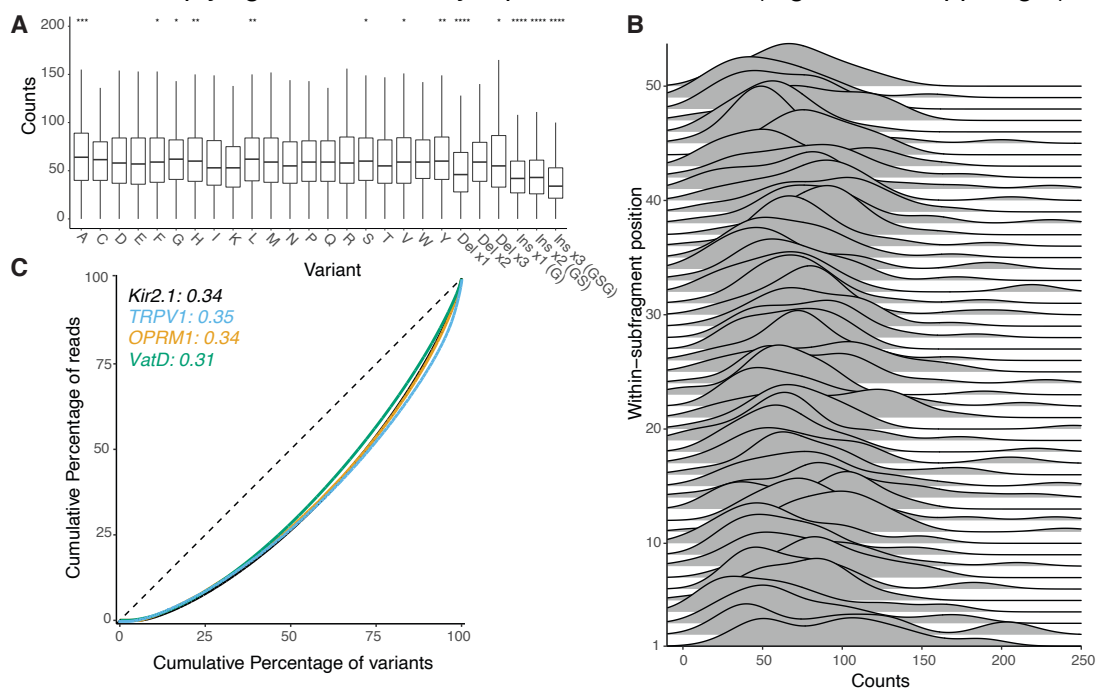 A
200
150
100
50
0
Counts
*** * * ** ** * * ** **** * **** **** ****
A C D E F G H I K L M N P Q R S T V W Y Del x1 Del x2 Del x3 Ins x1 (G) Ins x2 (GS) Ins x3 (GSG)
Variant
B
50
40
30
20
10
1
Within−subfragment position
0 50 100 150 200 250
Counts
C
100
75
50
25
0
Cumulative Percentage of reads
Kir2.1: 0.34
TRPV1: 0.35
OPRM1: 0.34
VatD: 0.31
0 25 50 75 100
Cumulative Percentage of variants